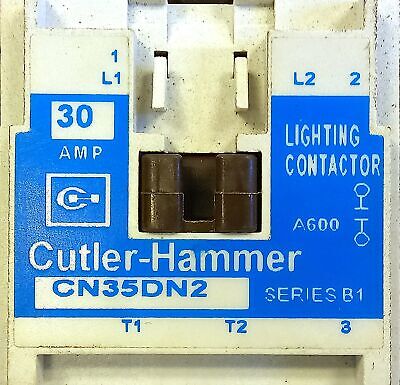 1
L1 L2 2
30
AMP
LIGHTING
CONTACTOR
A600
Cutler-Hammer
CN35DN2
SERIES B1
T1 T2 3